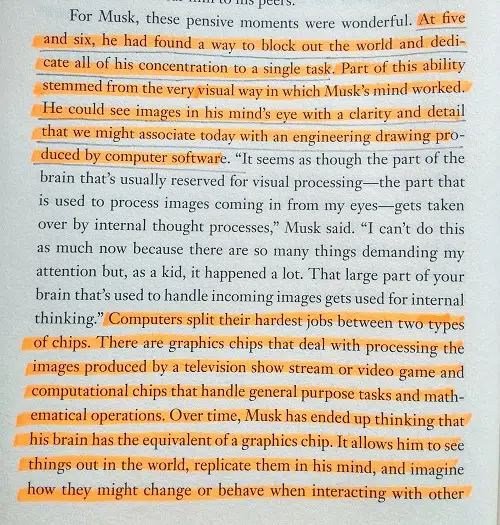 him to his peers.
For Musk, these pensive moments were wonderful. At five
and six, he had found a way to block out the world and dedi-
cate all of his concentration to a single task. Part of this ability
stemmed from the very visual way in which Musk's mind worked.
He could see images in his mind's eye with a clarity and detail
that we might associate today with an engineering drawing pro-
duced by computer software. “It seems as though the part of the
brain that's usually reserved for visual processing—the part that
is used to process images coming in from my eyes—gets taken
over by internal thought processes,” Musk said. “I can't do this
as much now because there are so many things demanding my
attention but, as a kid, it happened a lot. That large part of your
brain that's used to handle incoming images gets used for internal
thinking.” Computers split their hardest jobs between two types
of chips. There are graphics chips that deal with processing the
images produced by a television show stream or video game and
computational chips that handle general purpose tasks and math-
ematical operations. Over time, Musk has ended up thinking that
his brain has the equivalent of a graphics chip. It allows him to see
things out in the world, replicate them in his mind, and imagine
how they might change or behave when interacting with other